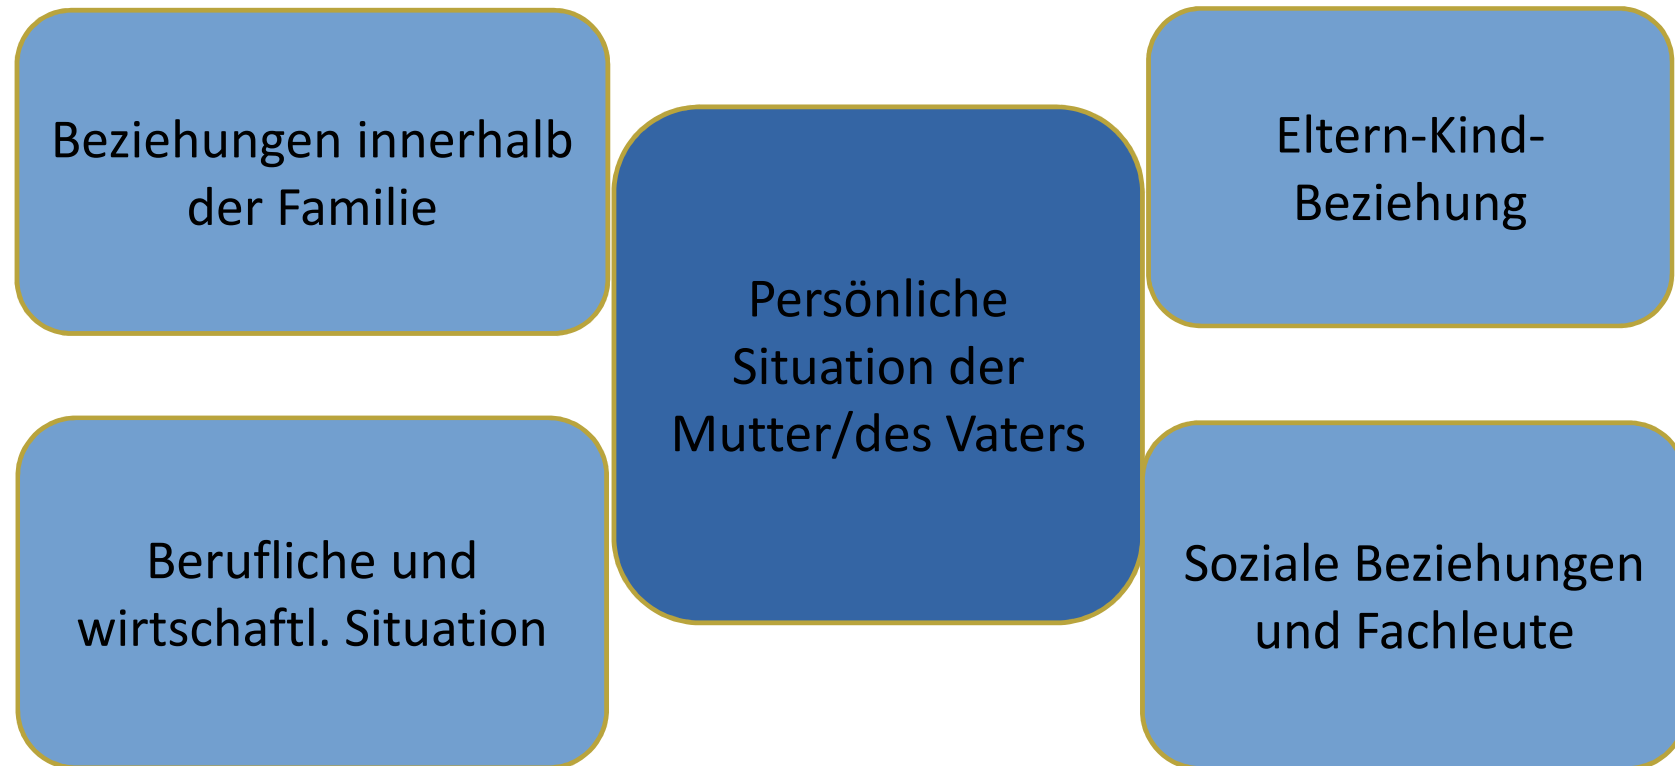 Beziehungen innerhalb
der Familie
Eltern-Kind-
Beziehung
Persönliche
Situation der
Mutter/des Vaters
Berufliche und
wirtschaftl. Situation
Soziale Beziehungen
und Fachleute